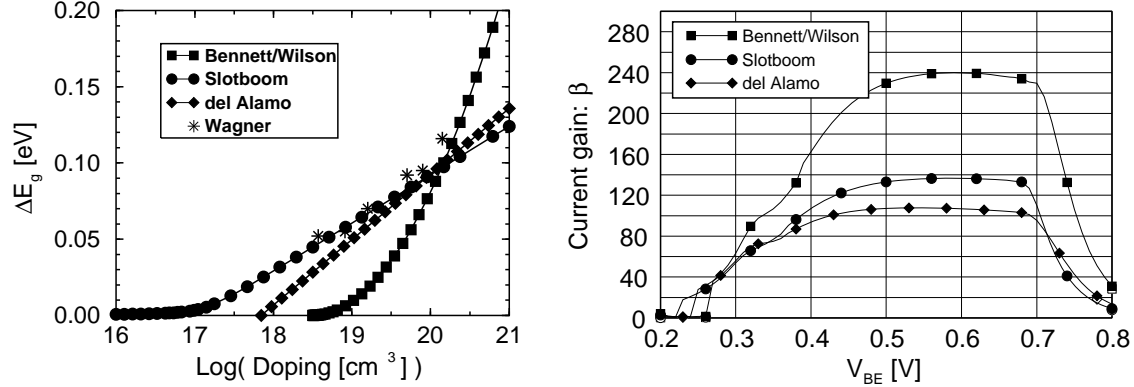 0.20
0.15
0.10
0.05
0.00
ΔE_g [eV]
Bennett/Wilson
Slotboom
del Alamo
Wagner
16 17 18 19 20 21
Log( Doping [cm ³ ] )
280
240
200
160
120
80
40
0
Current gain: β
Bennett/Wilson
Slotboom
del Alamo
0.2 0.3 0.4 0.5 0.6 0.7 0.8
V_BE [V]